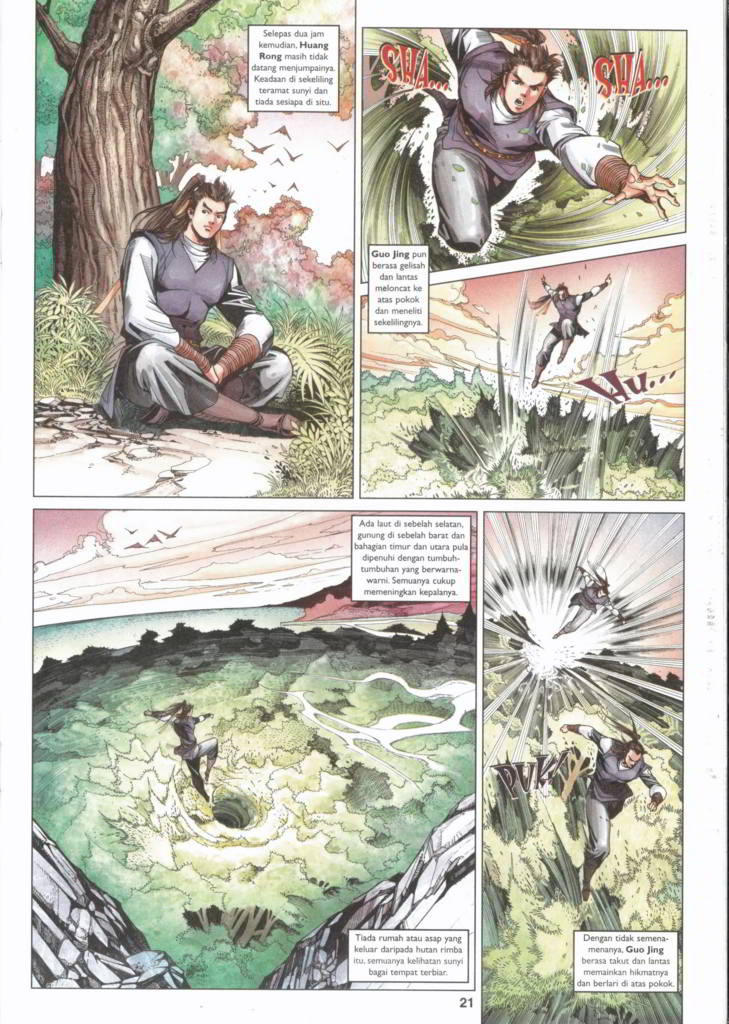 Selepas dua jam
kemudian, Huang
Rong masih tidak
datang menjumpainya.
Keadaan di sekeliling
teramat sunyi dan
tiada sesiapa di situ.
SHA...
SHA...
Guo Jing pun
berasa gelisah
dan lantas
meloncat ke
atas pokok
dan meneliti
sekelilingnya.
HU...
Ada laut di sebelah selatan,
gunung di sebelah barat dan
bahagian timur dan utara pula
dipenuhi dengan tumbuh-
tumbuhan yang berwarna-
warni. Semuanya cukup
memeningkan kepalanya.
Tiada rumah atau asap yang
keluar daripada hutan rimba
itu, semuanya kelihatan sunyi
bagai tempat terbiar.
PUK!
Dengan tidak semena-
menanya, Guo Jing
berasa takut dan lantas
memainkan hikmatnya
dan berlari di atas pokok.
21